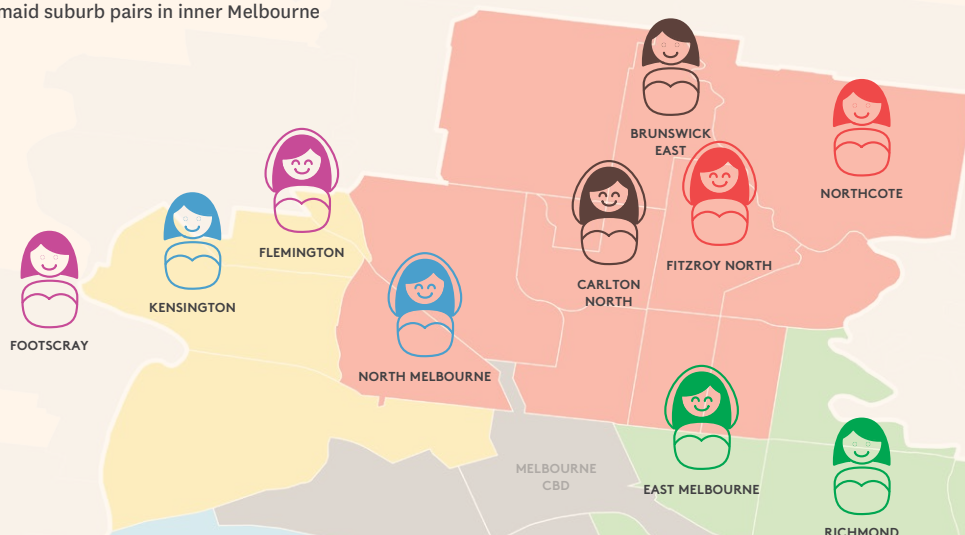 maid suburb pairs in inner Melbourne
BRUNSWICK
EAST
NORTHCOTE
FLEMINGTON
FITZROY NORTH
CARLTON
NORTH
KENSINGTON
FOOTSCRAY
NORTH MELBOURNE
MELBOURNE
CBD
EAST MELBOURNE
RICHMOND